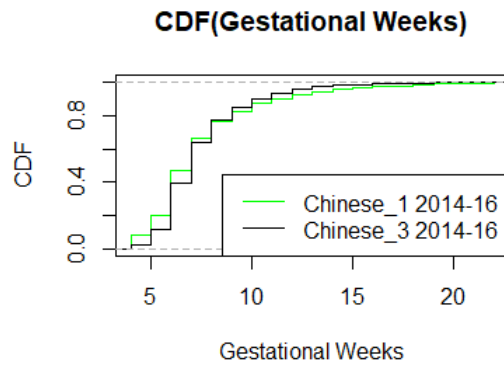 CDF(Gestational Weeks)
CDF
0.8
0.4
0.0
Chinese_1 2014-16
Chinese_3 2014-16
5 10 15 20
Gestational Weeks